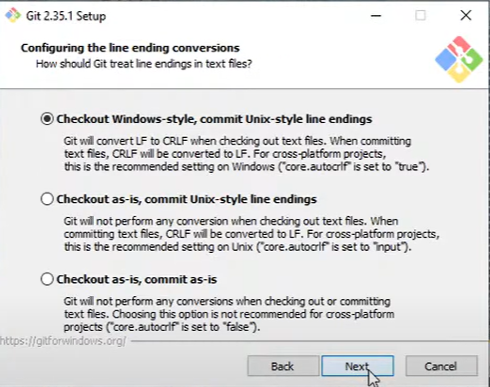 Git 2.35.1 Setup
Configuring the line ending conversions
How should Git treat line endings in text files?
Checkout Windows-style, commit Unix-style line endings
Git will convert LF to CRLF when checking out text files. When committing
text files, CRLF will be converted to LF. For cross-platform projects,
this is the recommended setting on Windows ("core.autocrlf" is set to "true").
Checkout as-is, commit Unix-style line endings
Git will not perform any conversion when checking out text files. When
committing text files, CRLF will be converted to LF. For cross-platform projects,
this is the recommended setting on Unix ("core.autocrlf" is set to "input").
Checkout as-is, commit as-is
Git will not perform any conversions when checking out or committing
text files. Choosing this option is not recommended for cross-platform
projects ("core.autocrlf" is set to "false").
https://gitforwindows.org/
Back Next Cancel